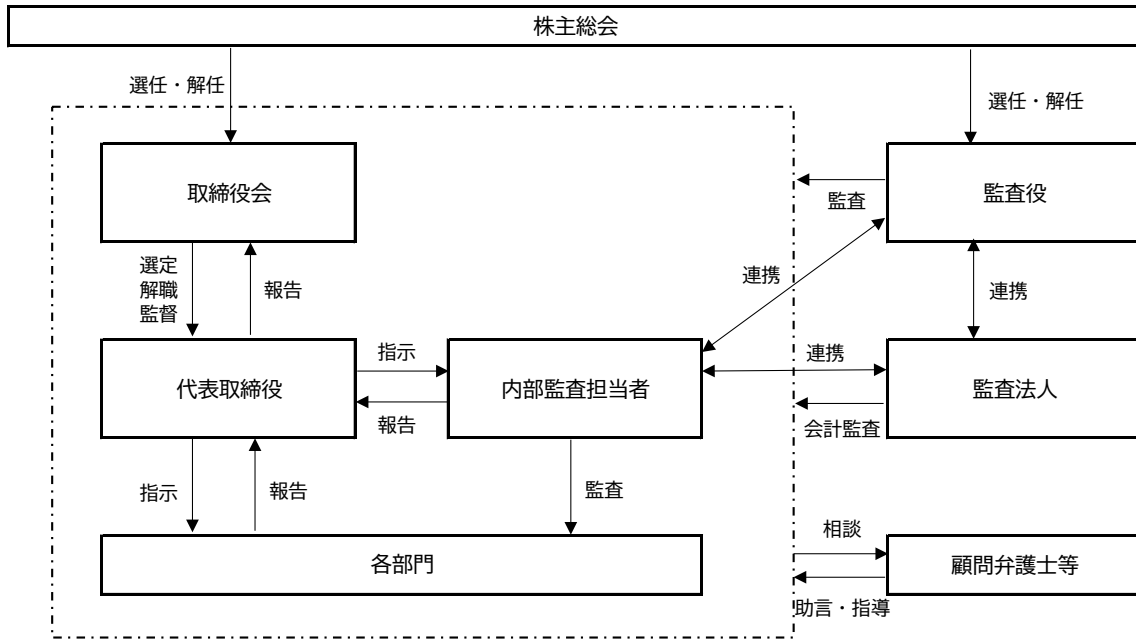 株主総会
選任・解任
選任・解任
取締役会
監査役
監査
選定
解職
監督
報告
連携
連携
代表取締役
指示
報告
内部監査担当者
連携
会計監査
監査法人
指示
報告
監査
各部門
相談
助言・指導
顧問弁護士等